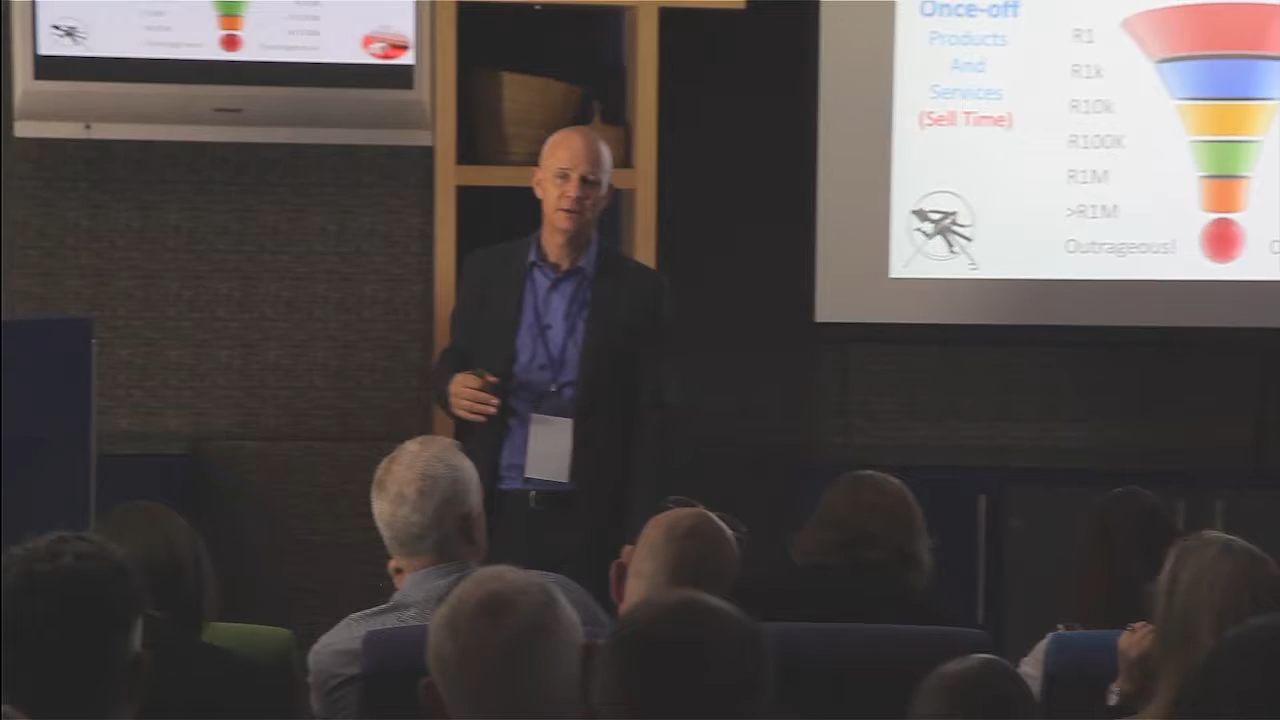 Once-off
Products
And
Services
(Sell Time)
R1
R1k
R10k
R100K
R1M
>R1M
Outrageous!